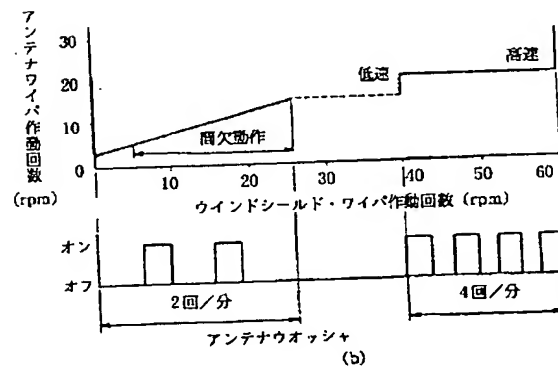 アンテナワイパ作動回数
(rpm)
30
20
10
0
低速
高速
間欠動作
10 20 30 40 50 60
ウインドシールド・ワイパ作動回数 (rpm)
オン
オフ
2回/分
4回/分
アンテナウオッシャ
(b)